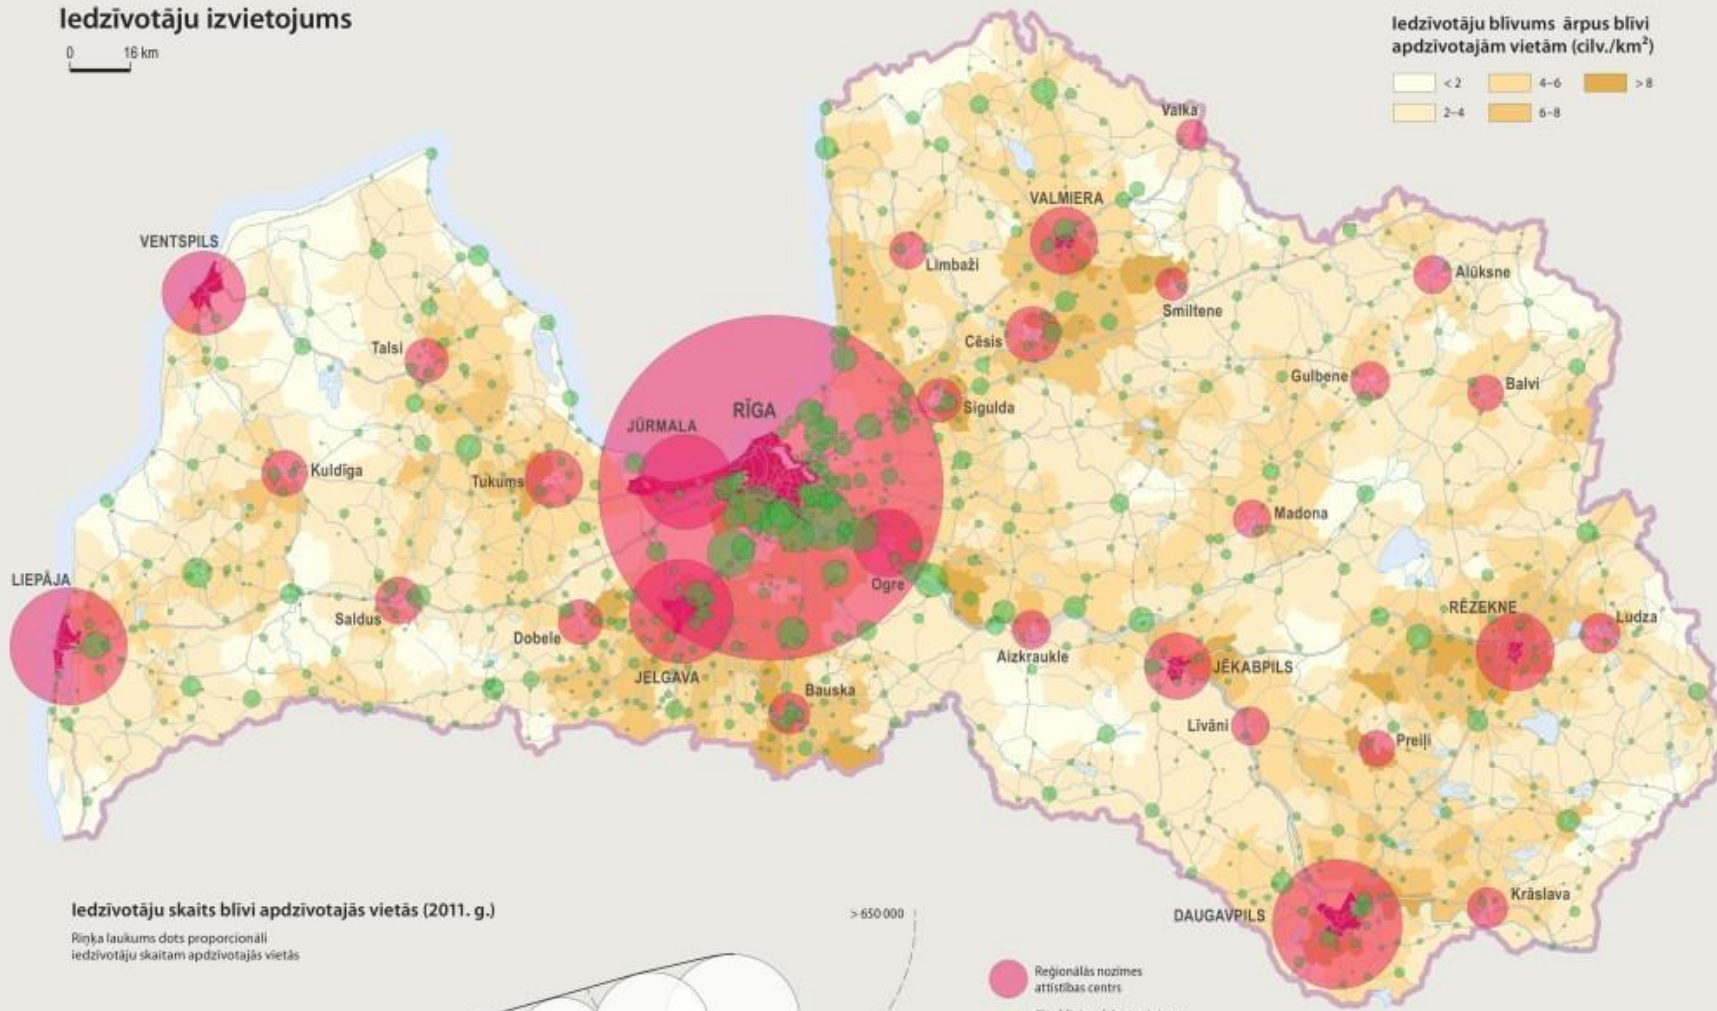 Iedzīvotāju izvietojums
0 16 km
Iedzīvotāju blīvums ārpus blīvi
apdzīvotajām vietām (cilv./km²)
< 2 4–6 > 8
2–4 6–8
Valka
VALMIERA
VENTSPILS
Limbaži
Alūksne
Smiltene
Talsi
Cēsis
Gulbene
Balvi
Sigulda
RĪGA
JŪRMALA
Kuldīga
Tukums
Madona
LIEPĀJA
Ogre
RĒZEKNE
Ludza
Saldus
Dobele
Aizkraukle
JĒKABPILS
JELGAVA
Bauska
Līvāni
Preiļi
Krāslava
DAUGAVPILS
Iedzīvotāju skaits blīvi apdzīvotajās vietās (2011. g.)
Riņķa laukums dots proporcionāli
iedzīvotāju skaitam apdzīvotajās vietās
> 650 000
Reģionālās nozīmes
attīstības centrs